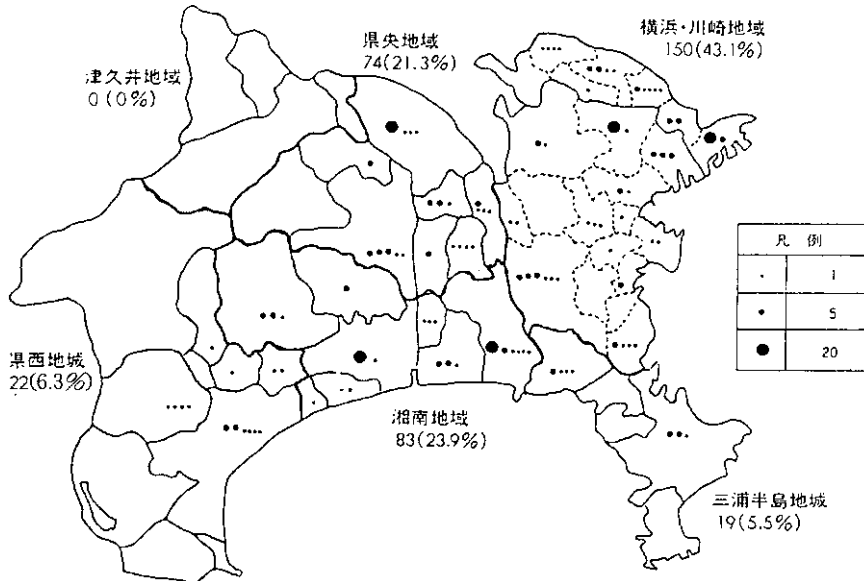 横浜・川崎地域
150(43.1%)
県央地域
74(21.3%)
津久井地域
0(0%)
凡 例
1
5
20
県西地城
22(6.3%)
湘南地域
83(23.9%)
三浦半島地城
19(5.5%)